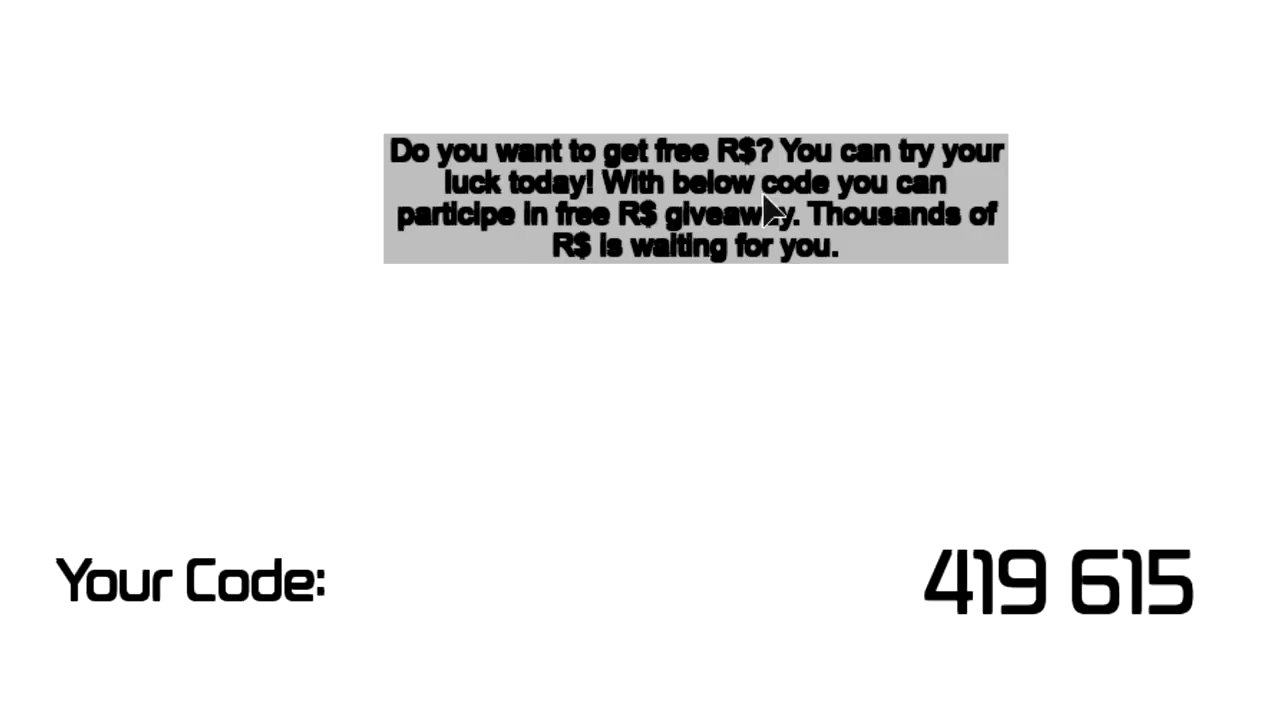 Do you want to get free R$? You can try your
luck today! With below code you can
participe in free R$ giveaway. Thousands of
R$ is waiting for you.
Your Code: 419 615